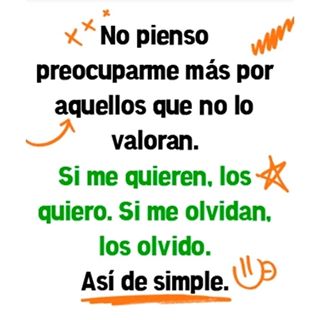 No pienso
preocuparme más por
aquellos que no lo
valoran.
Si me quieren, los
quiero. Si me olvidan,
los olvido.
Así de simple.